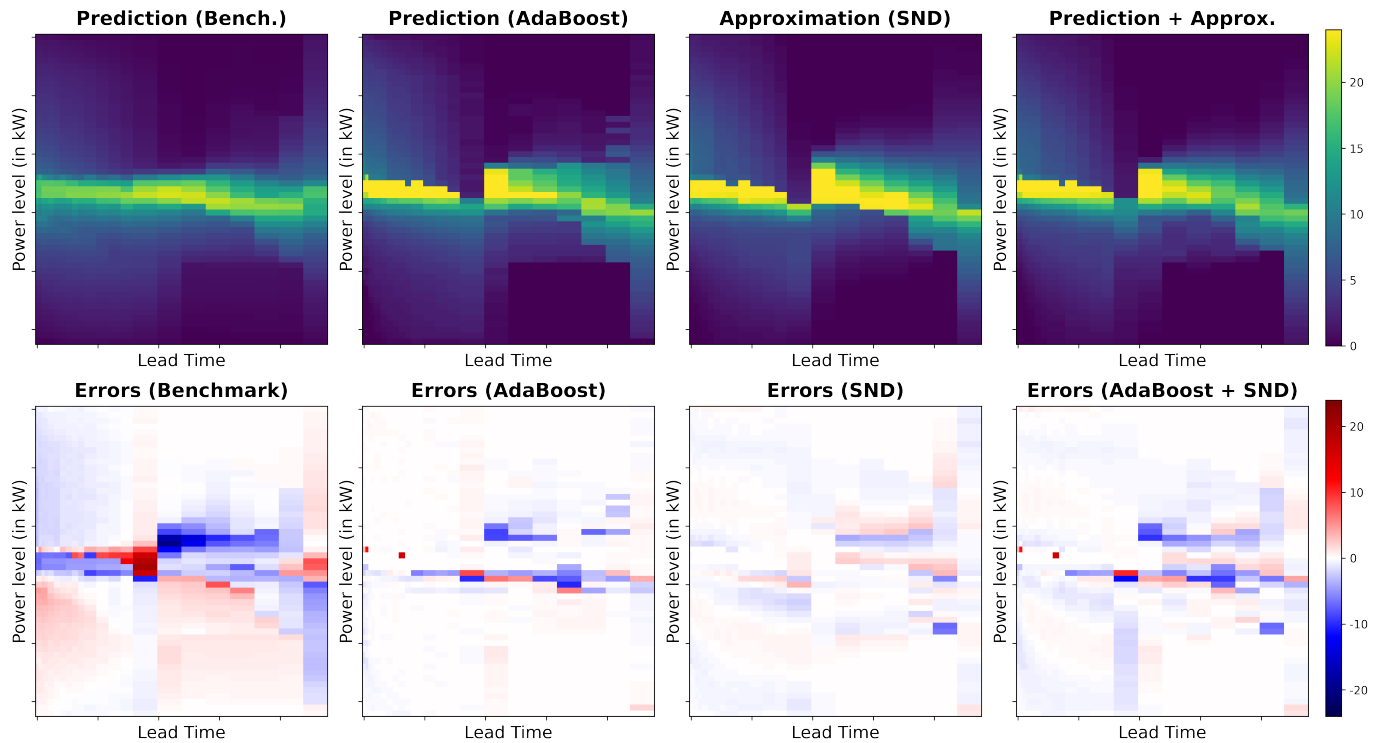 Prediction (Bench.)
Prediction (AdaBoost)
Approximation (SND)
Prediction + Approx.
Power level (in kW)
Power level (in kW)
Power level (in kW)
Power level (in kW)
20
15
10
5
0
Lead Time
Lead Time
Lead Time
Lead Time
Errors (Benchmark)
Errors (AdaBoost)
Errors (SND)
Errors (AdaBoost + SND)
Power level (in kW)
Power level (in kW)
Power level (in kW)
Power level (in kW)
20
10
0
-10
-20
Lead Time
Lead Time
Lead Time
Lead Time